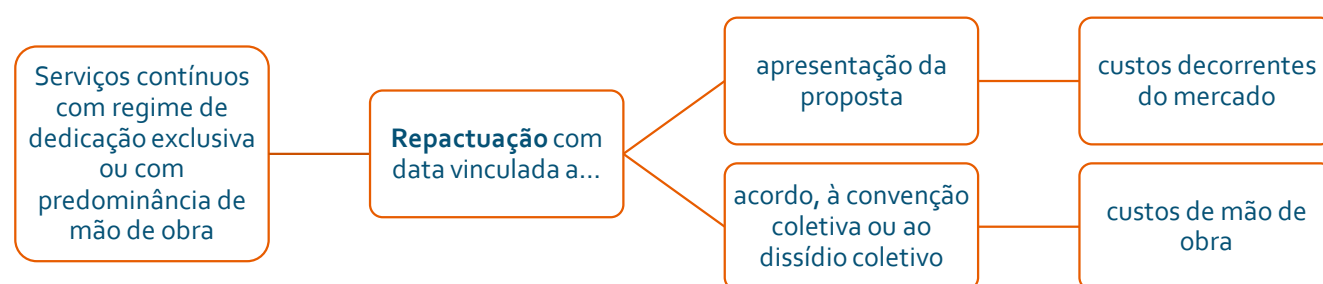 Serviços contínuos
com regime de
dedicação exclusiva
ou com
predominância de
mão de obra
Repactuação com
data vinculada a...
apresentação da
proposta
custos decorrentes
do mercado
acordo, à convenção
coletiva ou ao
dissídio coletivo
custos de mão de
obra